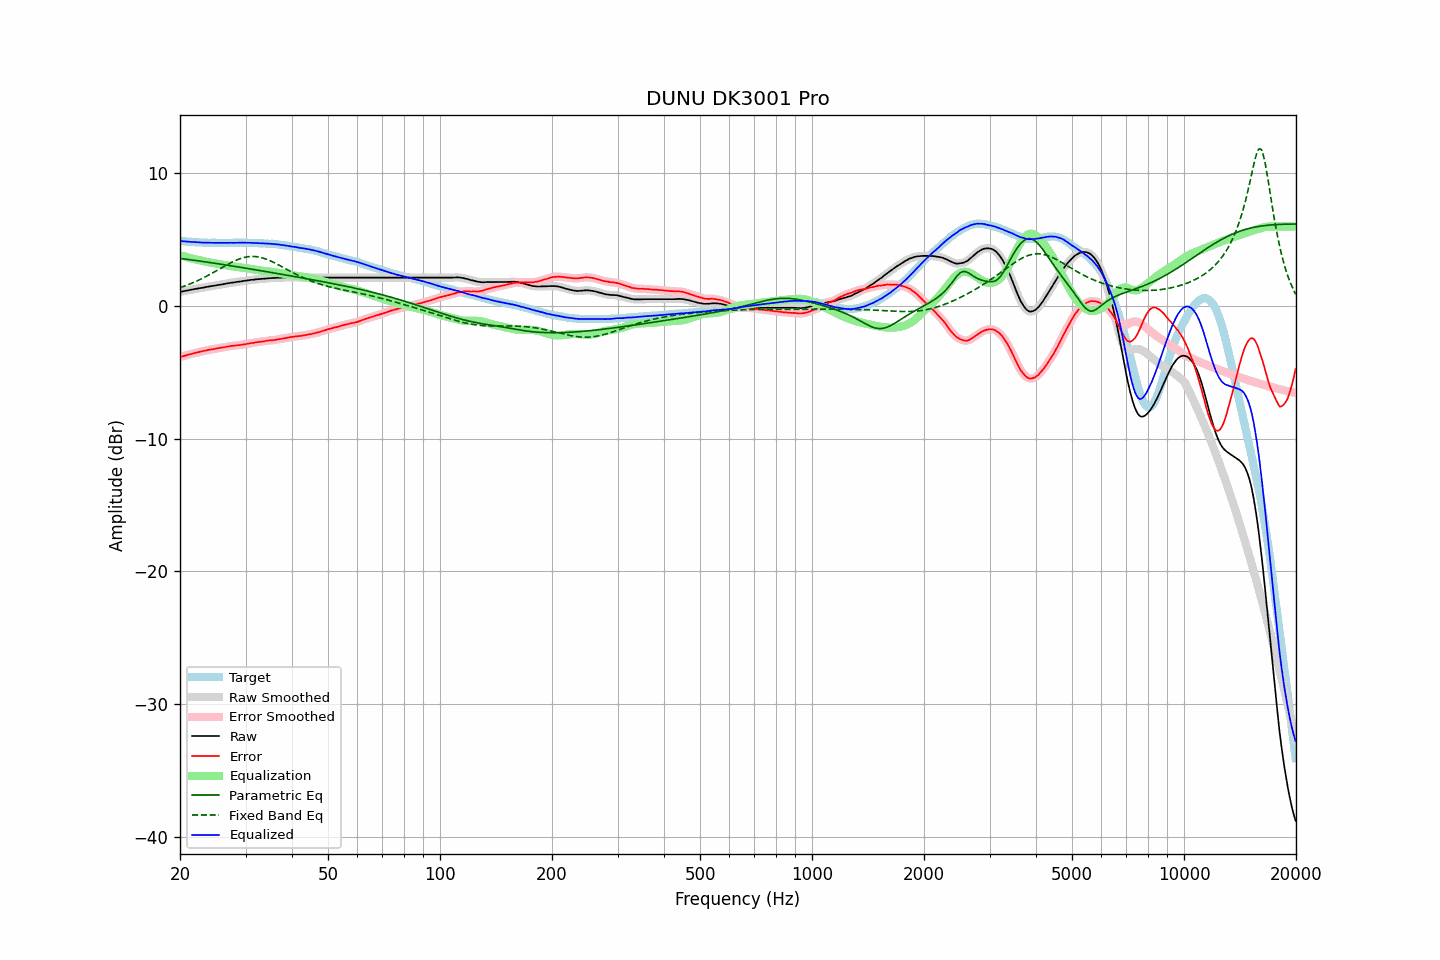 DUNU DK3001 Pro
10
0
−10
−20
−30
−40
Amplitude (dBr)
Target
Raw Smoothed
Error Smoothed
Raw
Error
Equalization
Parametric Eq
Fixed Band Eq
Equalized
20 50 100 200 500 1000 2000 5000 10000 20000
Frequency (Hz)